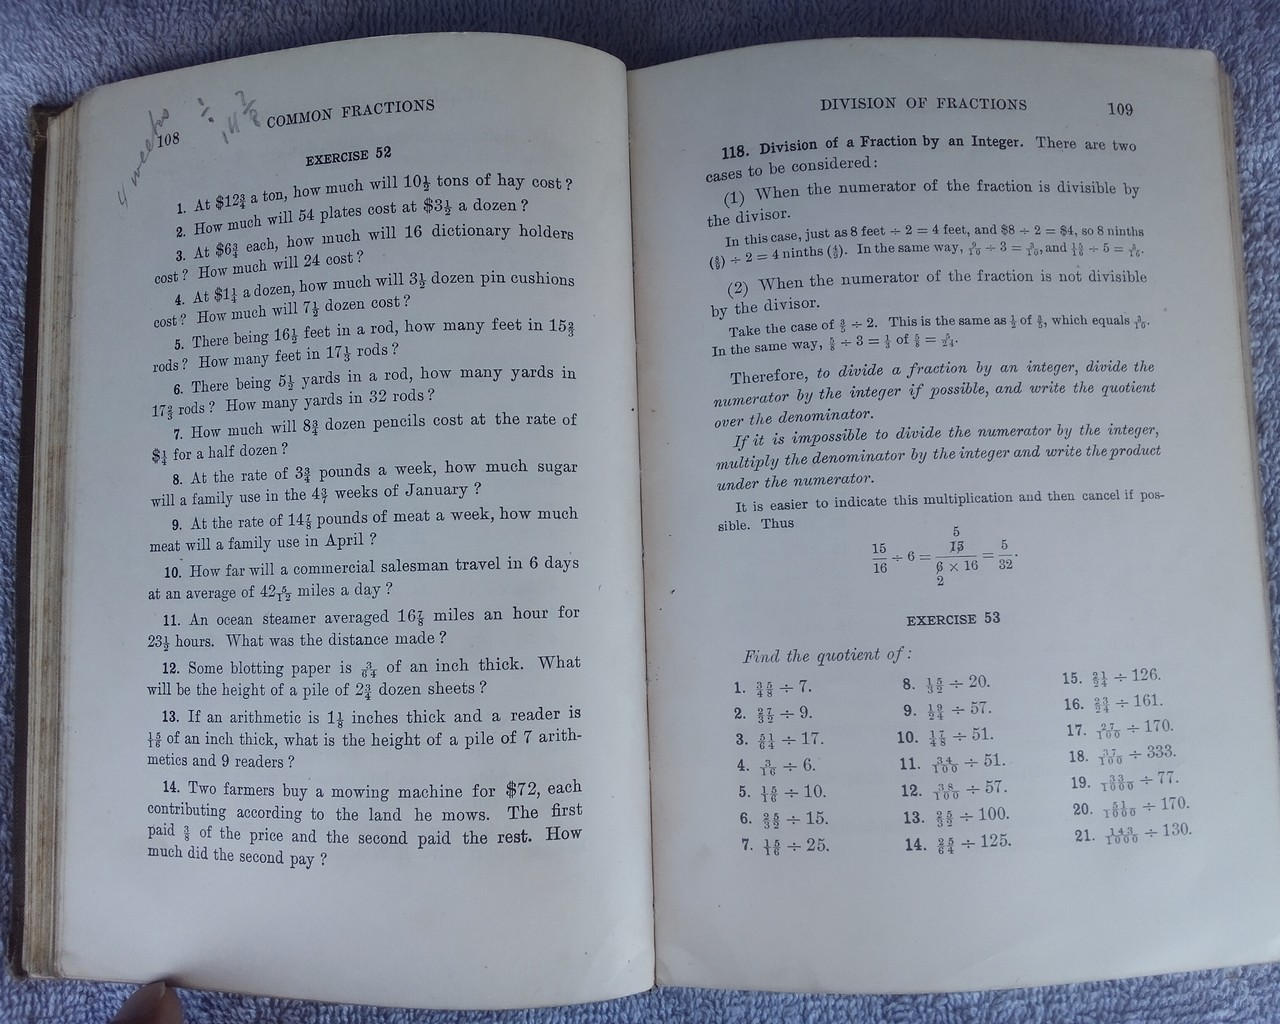 4 weeks ÷ 14 7/8
108 COMMON FRACTIONS
EXERCISE 52
1. At $12¾ a ton, how much will 10½ tons of hay cost?
2. How much will 54 plates cost at $3½ a dozen?
3. At $6¾ each, how much will 16 dictionary holders
cost? How much will 24 cost?
4. At $1¼ a dozen, how much will 3½ dozen pin cushions
cost? How much will 7½ dozen cost?
5. There being 16½ feet in a rod, how many feet in 15⅔
rods? How many feet in 17⅓ rods?
6. There being 5½ yards in a rod, how many yards in
17⅔ rods? How many yards in 32 rods?
7. How much will 8¾ dozen pencils cost at the rate of
$¼ for a half dozen?
8. At the rate of 3¾ pounds a week, how much sugar
will a family use in the 4 3/7 weeks of January?
9. At the rate of 14⅞ pounds of meat a week, how much
meat will a family use in April?
10. How far will a commercial salesman travel in 6 days
at an average of 42 5/12 miles a day?
11. An ocean steamer averaged 16⅞ miles an hour for
23½ hours. What was the distance made?
12. Some blotting paper is 3/64 of an inch thick. What
will be the height of a pile of 2¾ dozen sheets?
13. If an arithmetic is 1⅛ inches thick and a reader is
15/16 of an inch thick, what is the height of a pile of 7 arith-
metics and 9 readers?
14. Two farmers buy a mowing machine for $72, each
contributing according to the land he mows. The first
paid ⅜ of the price and the second paid the rest. How
much did the second pay?
DIVISION OF FRACTIONS 109
118. Division of a Fraction by an Integer. There are two
cases to be considered:
(1) When the numerator of the fraction is divisible by
the divisor.
In this case, just as 8 feet ÷ 2 = 4 feet, and $8 ÷ 2 = $4, so 8 ninths
(8/9) ÷ 2 = 4 ninths (4/9). In the same way, 9/10 ÷ 3 = 3/10, and 15/16 ÷ 5 = 3/16.
(2) When the numerator of the fraction is not divisible
by the divisor.
Take the case of 3/5 ÷ 2. This is the same as ½ of 3/5, which equals 3/10.
In the same way, 5/8 ÷ 3 = 1/3 of 5/8 = 5/24.
Therefore, to divide a fraction by an integer, divide the
numerator by the integer if possible, and write the quotient
over the denominator.
If it is impossible to divide the numerator by the integer,
multiply the denominator by the integer and write the product
under the numerator.
It is easier to indicate this multiplication and then cancel if pos-
sible. Thus
5
15/16 ÷ 6 = 15/(6 × 16) = 5/32.
2
EXERCISE 53
Find the quotient of:
1. 35/48 ÷ 7. 8. 15/32 ÷ 20. 15. 21/24 ÷ 126.
2. 27/32 ÷ 9. 9. 19/24 ÷ 57. 16. 23/24 ÷ 161.
3. 51/64 ÷ 17. 10. 17/48 ÷ 51. 17. 27/100 ÷ 170.
4. 3/16 ÷ 6. 11. 34/100 ÷ 51. 18. 37/100 ÷ 333.
5. 15/16 ÷ 10. 12. 38/100 ÷ 57. 19. 33/1000 ÷ 77.
6. 25/32 ÷ 15. 13. 25/32 ÷ 100. 20. 51/1000 ÷ 170.
7. 15/16 ÷ 25. 14. 25/64 ÷ 125. 21. 143/1000 ÷ 130.